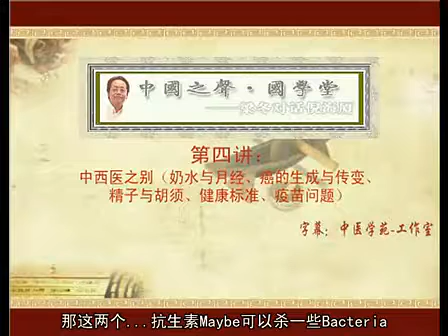 中國之聲·國學堂
——梁冬对话倪海厦
第四讲：
中西医之别（奶水与月经、癌的生成与传变、
精子与胡须、健康标准、疫苗问题）
字幕：中医学苑-工作室
那这两个...抗生素Maybe可以杀一些Bacteria